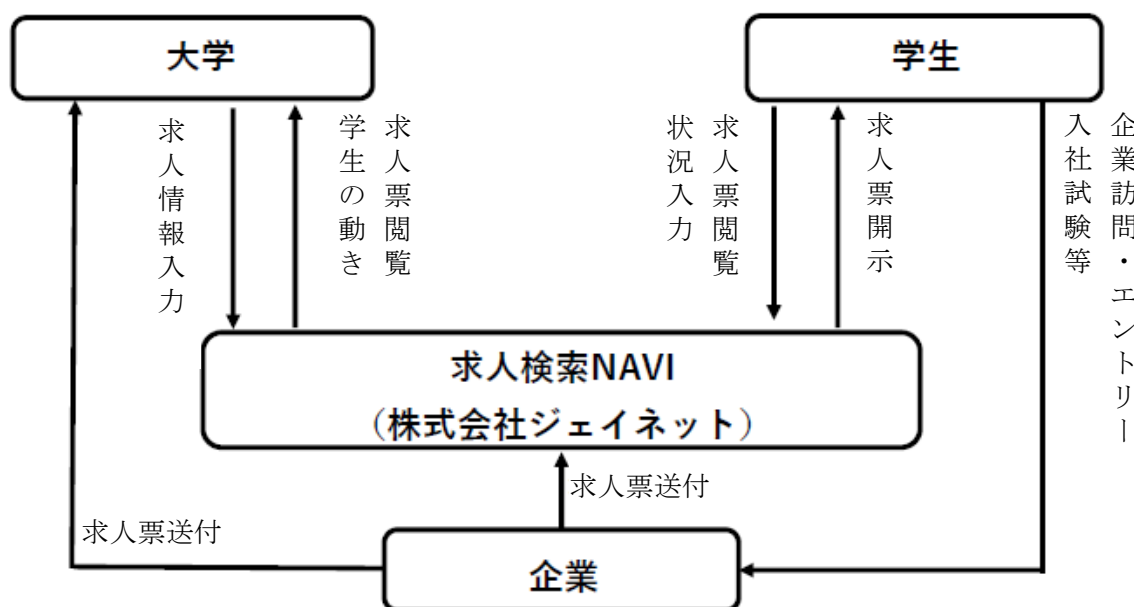 大学
学生
求人情報入力
求人票閲覧
学生の動き
求人票閲覧
状況入力
求人票開示
企業訪問・エントリー
入社試験等
求人検索NAVI
（株式会社ジェイネット）
求人票送付
求人票送付
企業